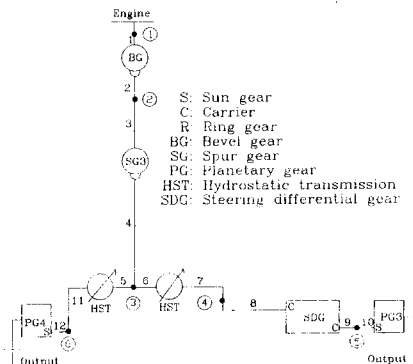 Engine
1
①
BG
2
②
3
SG3
4
S: Sun gear
C: Carrier
R: Ring gear
BG: Bevel gear
SG: Spur gear
PG: Planetary gear
HST: Hydrostatic transmission
SDG: Steering differential gear
11
HST
5
③
6
HST
7
④
8
C
SDG
9
⑤
10
S
PG3
PG4
S
12
Output
Output